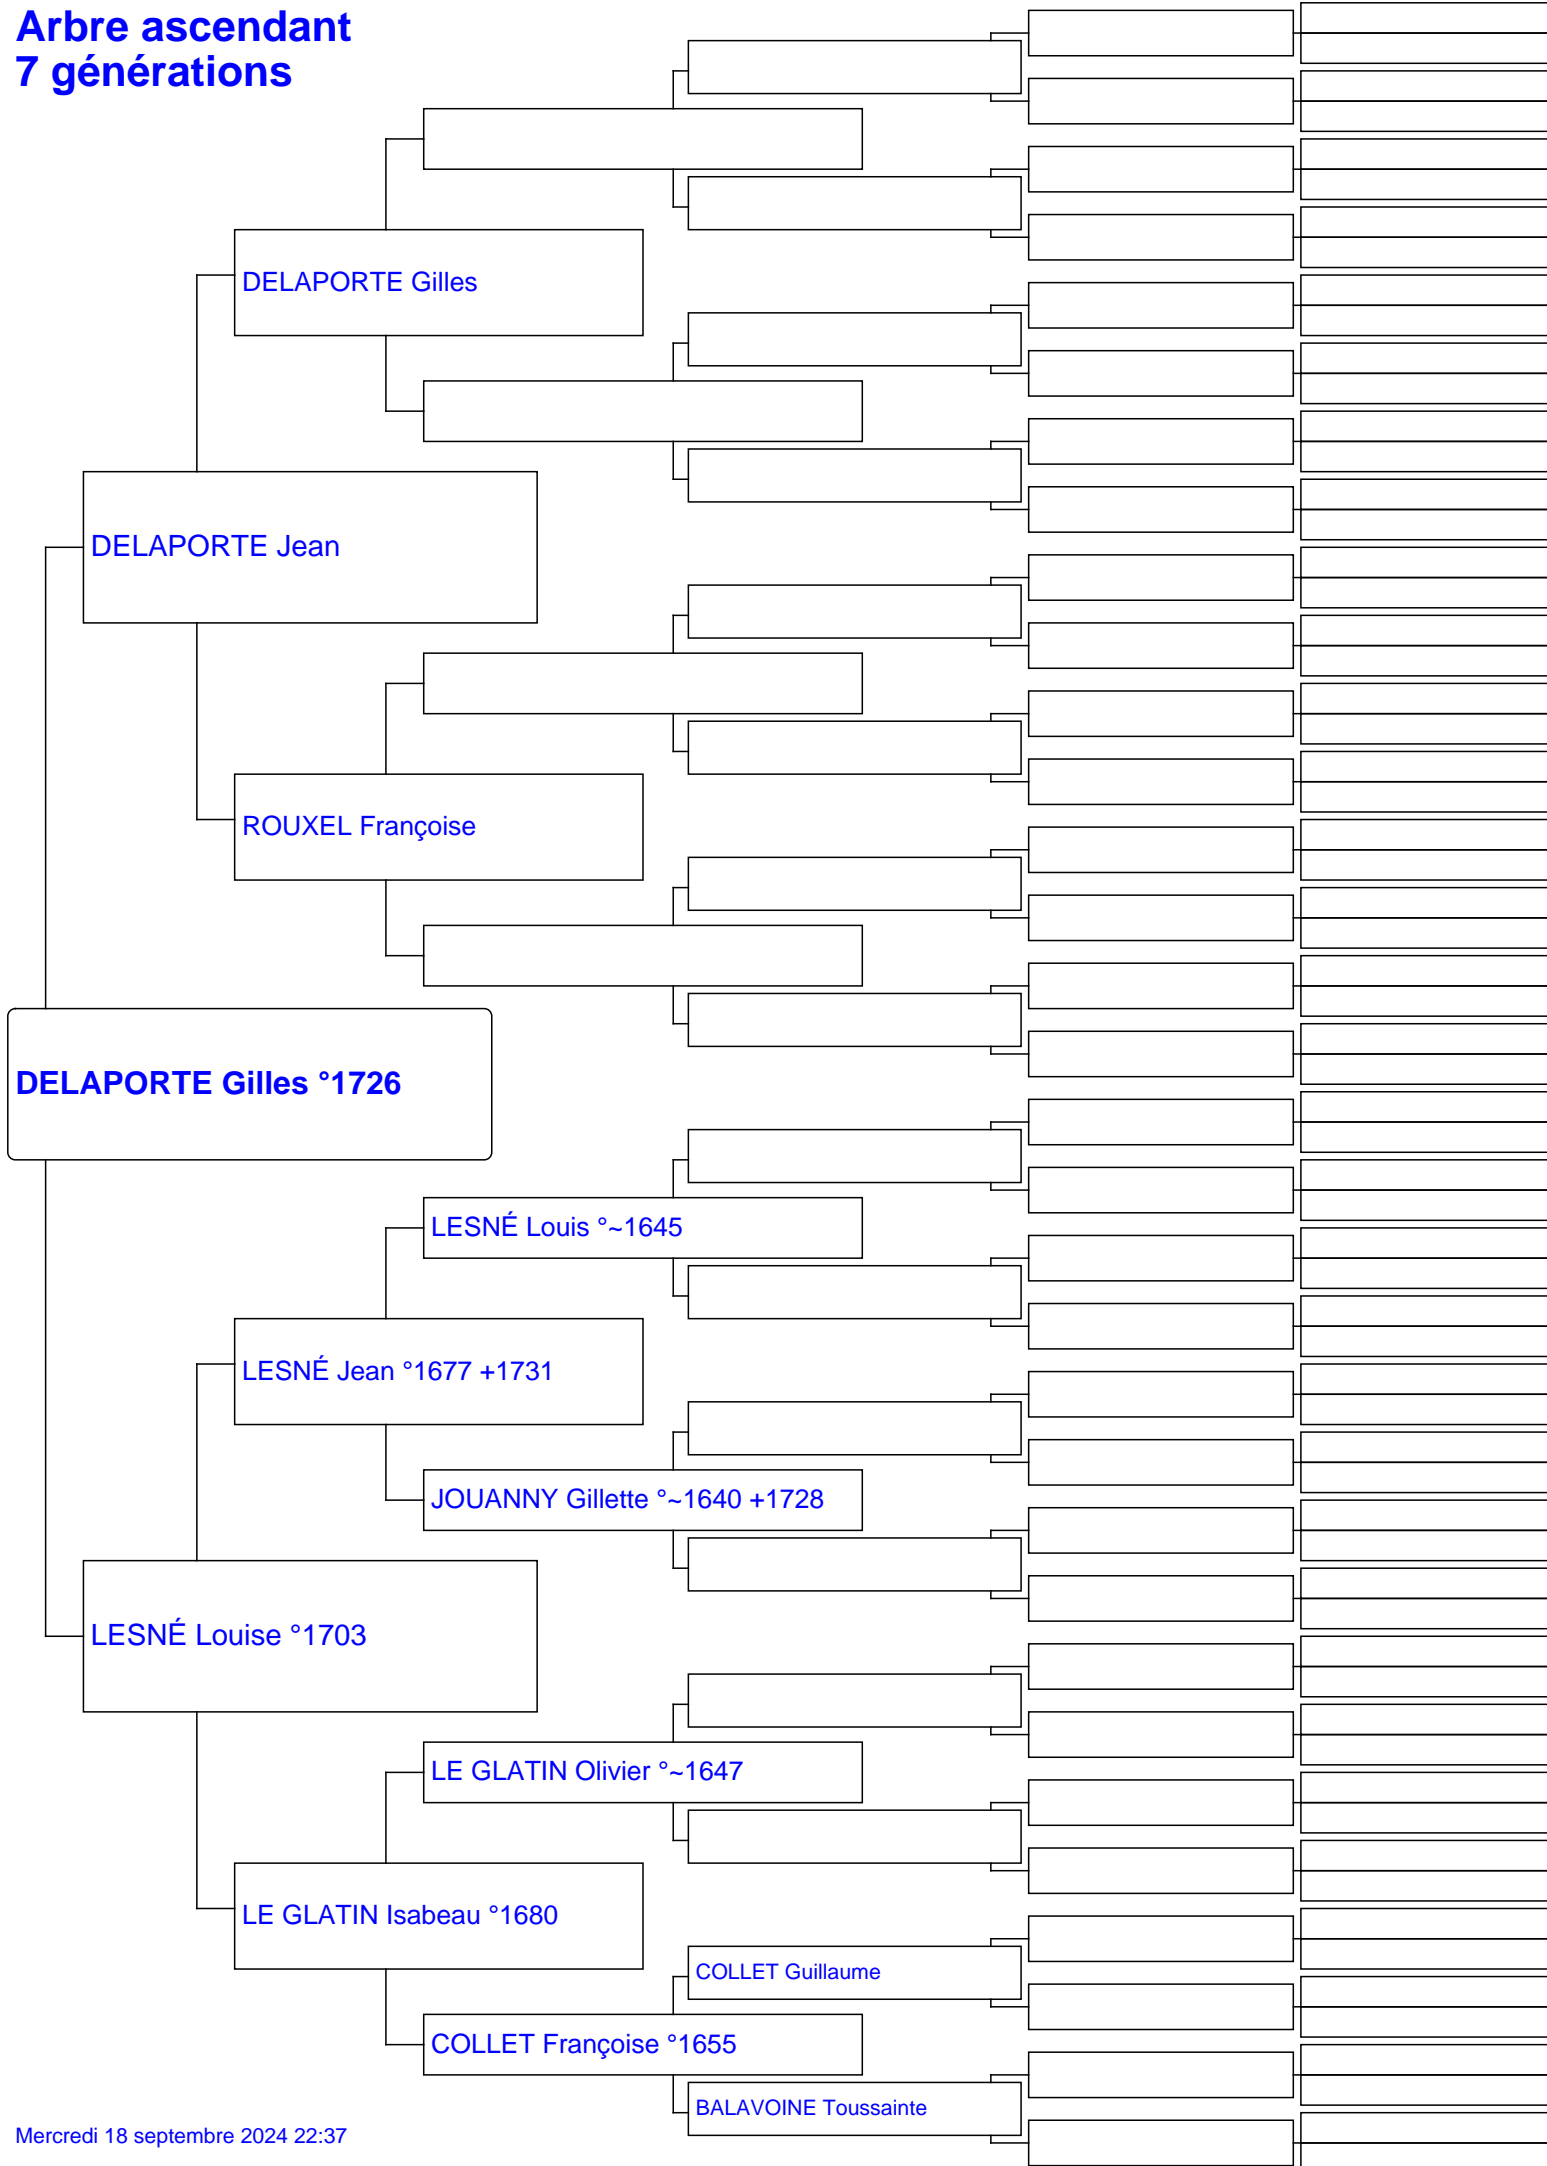 Arbre ascendant
7 générations
DELAPORTE Gilles
DELAPORTE Jean
ROUXEL Françoise
DELAPORTE Gilles °1726
LESNÉ Louis °~1645
LESNÉ Jean °1677 +1731
JOUANNY Gillette °~1640 +1728
LESNÉ Louise °1703
LE GLATIN Olivier °~1647
LE GLATIN Isabeau °1680
COLLET Guillaume
COLLET Françoise °1655
BALAVOINE Toussainte
Mercredi 18 septembre 2024 22:37